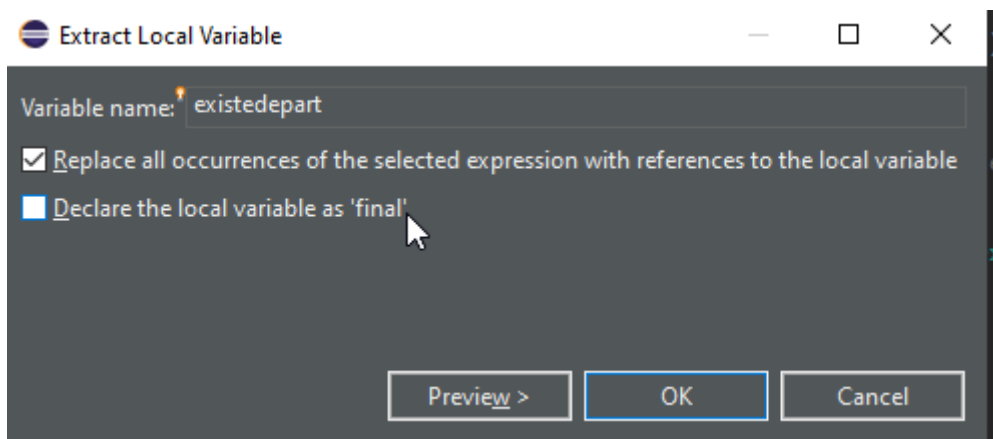 Extract Local Variable
Variable name: existedepart
Replace all occurrences of the selected expression with references to the local variable
Declare the local variable as 'final'
Preview > OK Cancel